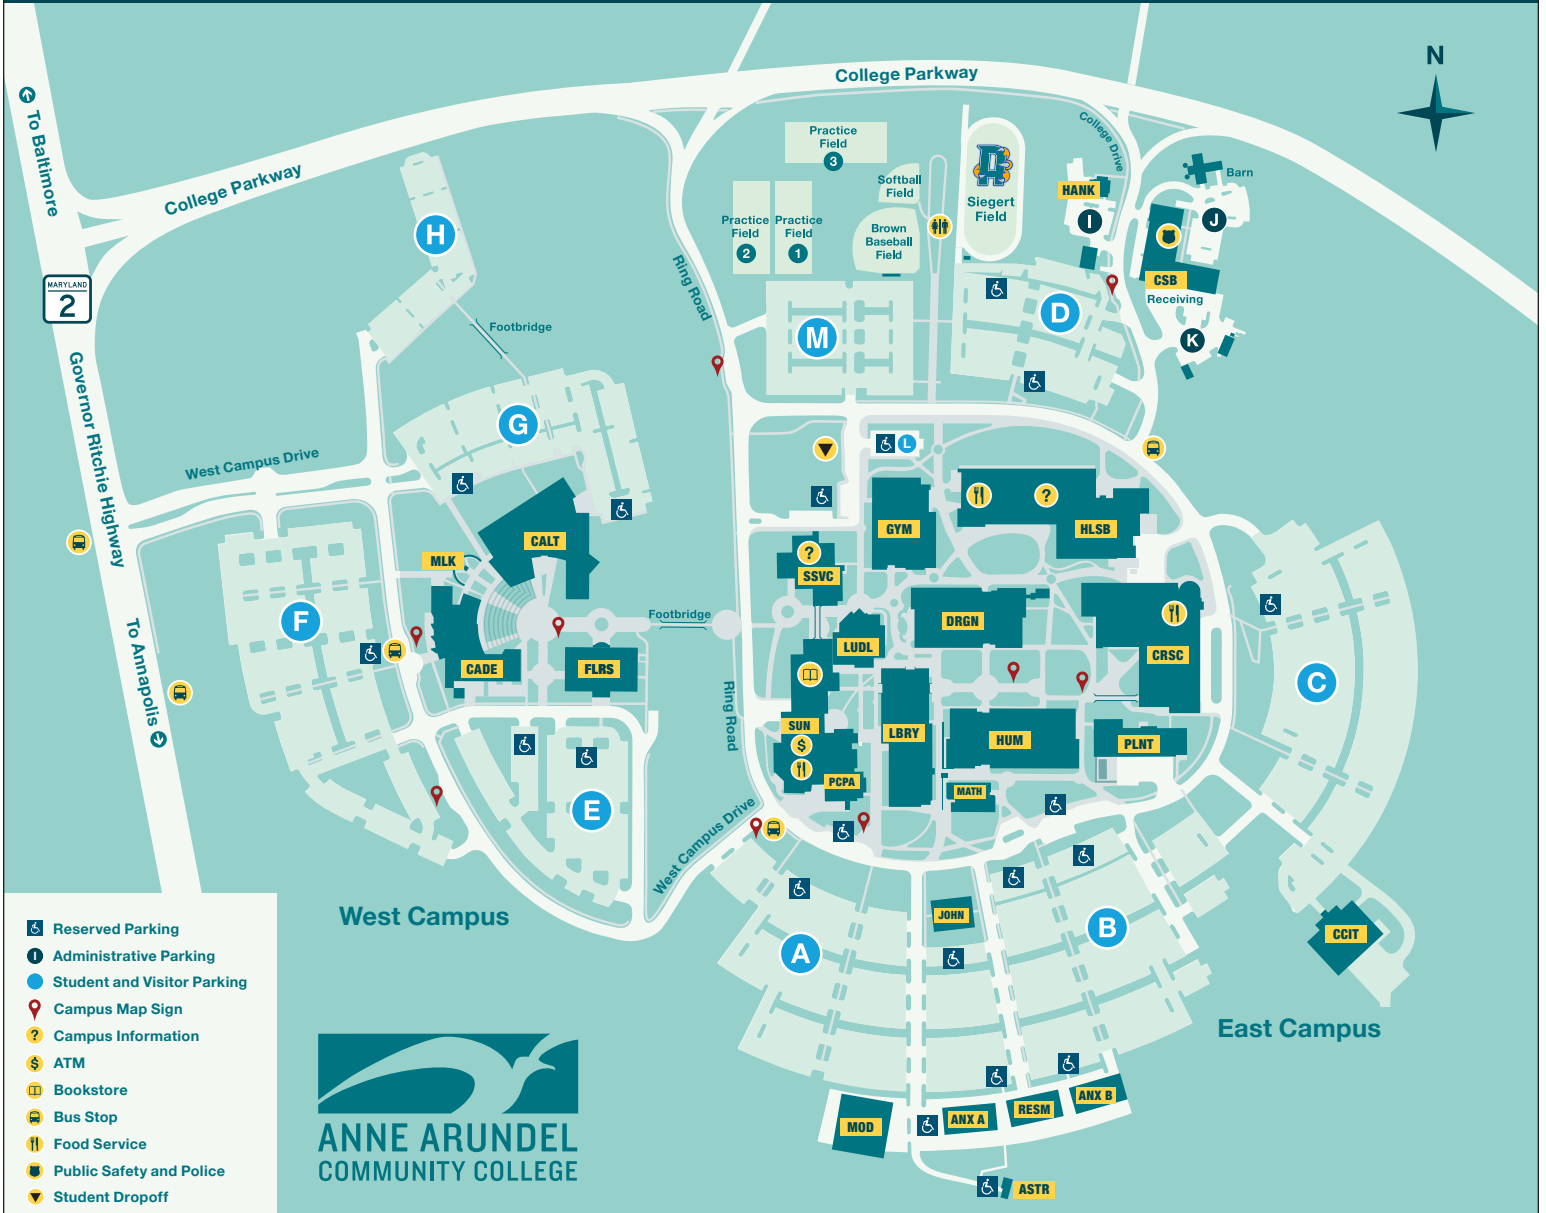 College Parkway
N
To Baltimore
College Parkway
MARYLAND
2
Governor Ritchie Highway
To Annapolis
West Campus Drive
H
Footbridge
G
Ring Road
Practice
Field
3
Practice
Field
2
Practice
Field
1
Softball
Field
Brown
Baseball
Field
Siegert
Field
College Drive
HANK
I
Barn
J
CSB
Receiving
K
D
M
L
GYM
?
HLSB
CALT
MLK
?
SSVC
Footbridge
LUDL
DRGN
CRSC
F
CADE
FLRS
C
Ring Road
SUN
$
LBRY
HUM
PLNT
PCPA
MATH
E
West Campus Drive
West Campus
JOHN
A
B
CCIT
East Campus
MOD
ANX A
RESM
ANX B
ASTR
Reserved Parking
I Administrative Parking
Student and Visitor Parking
Campus Map Sign
? Campus Information
$ ATM
Bookstore
Bus Stop
Food Service
Public Safety and Police
Student Dropoff
ANNE ARUNDEL
COMMUNITY COLLEGE